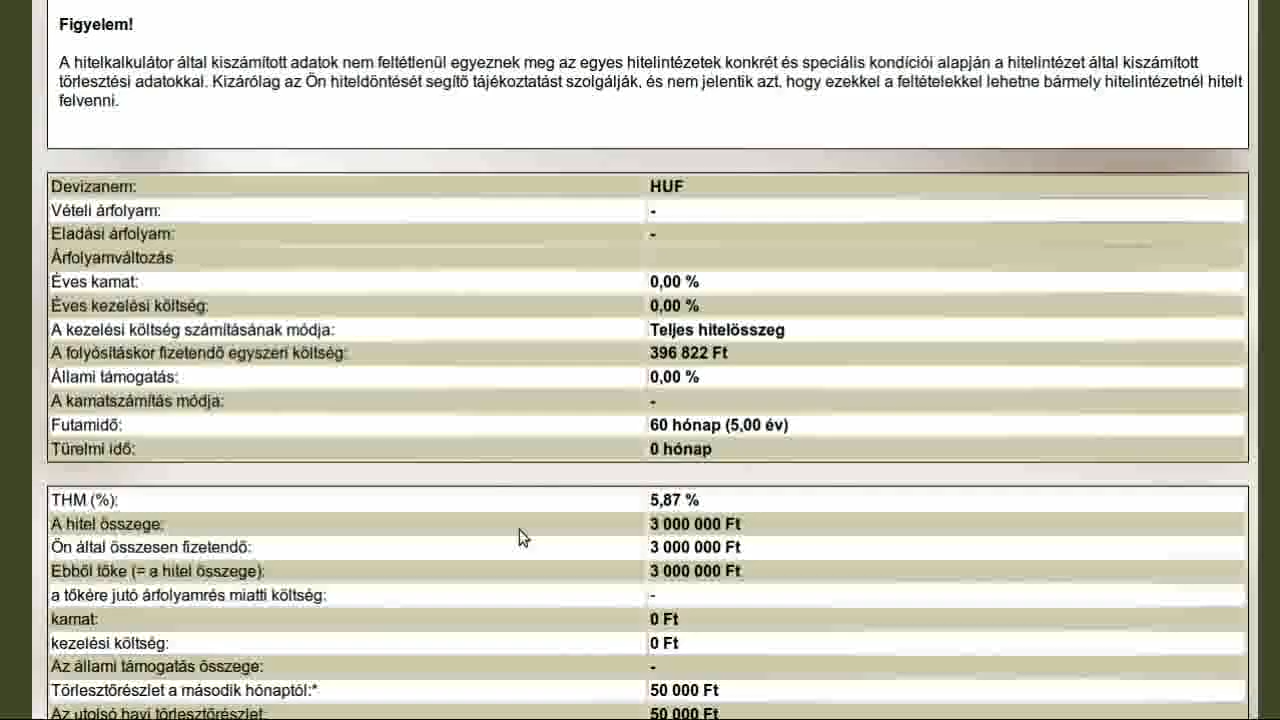 Figyelem!
A hitelkalkulátor által kiszámított adatok nem feltétlenül egyeznek meg az egyes hitelintézetek konkrét és speciális kondíciói alapján a hitelintézet által kiszámított
törlesztési adatokkal. Kizárólag az Ön hiteldöntését segítő tájékoztatást szolgálják, és nem jelentik azt, hogy ezekkel a feltételekkel lehetne bármely hitelintézetnél hitelt
felvenni.
Devizanem: HUF
Vételi árfolyam: -
Eladási árfolyam: -
Árfolyamváltozás
Éves kamat: 0,00 %
Éves kezelési költség: 0,00 %
A kezelési költség számításának módja: Teljes hitelösszeg
A folyósításkor fizetendő egyszeri költség: 396 822 Ft
Állami támogatás: 0,00 %
A kamatszámítás módja: -
Futamidő: 60 hónap (5,00 év)
Türelmi idő: 0 hónap
THM (%): 5,87 %
A hitel összege: 3 000 000 Ft
Ön által összesen fizetendő: 3 000 000 Ft
Ebből tőke (= a hitel összege): 3 000 000 Ft
a tőkére jutó árfolyamrés miatti költség: -
kamat: 0 Ft
kezelési költség: 0 Ft
Az állami támogatás összege: -
Törlesztőrészlet a második hónaptól:* 50 000 Ft
Az utolsó havi törlesztőrészlet: 50 000 Ft